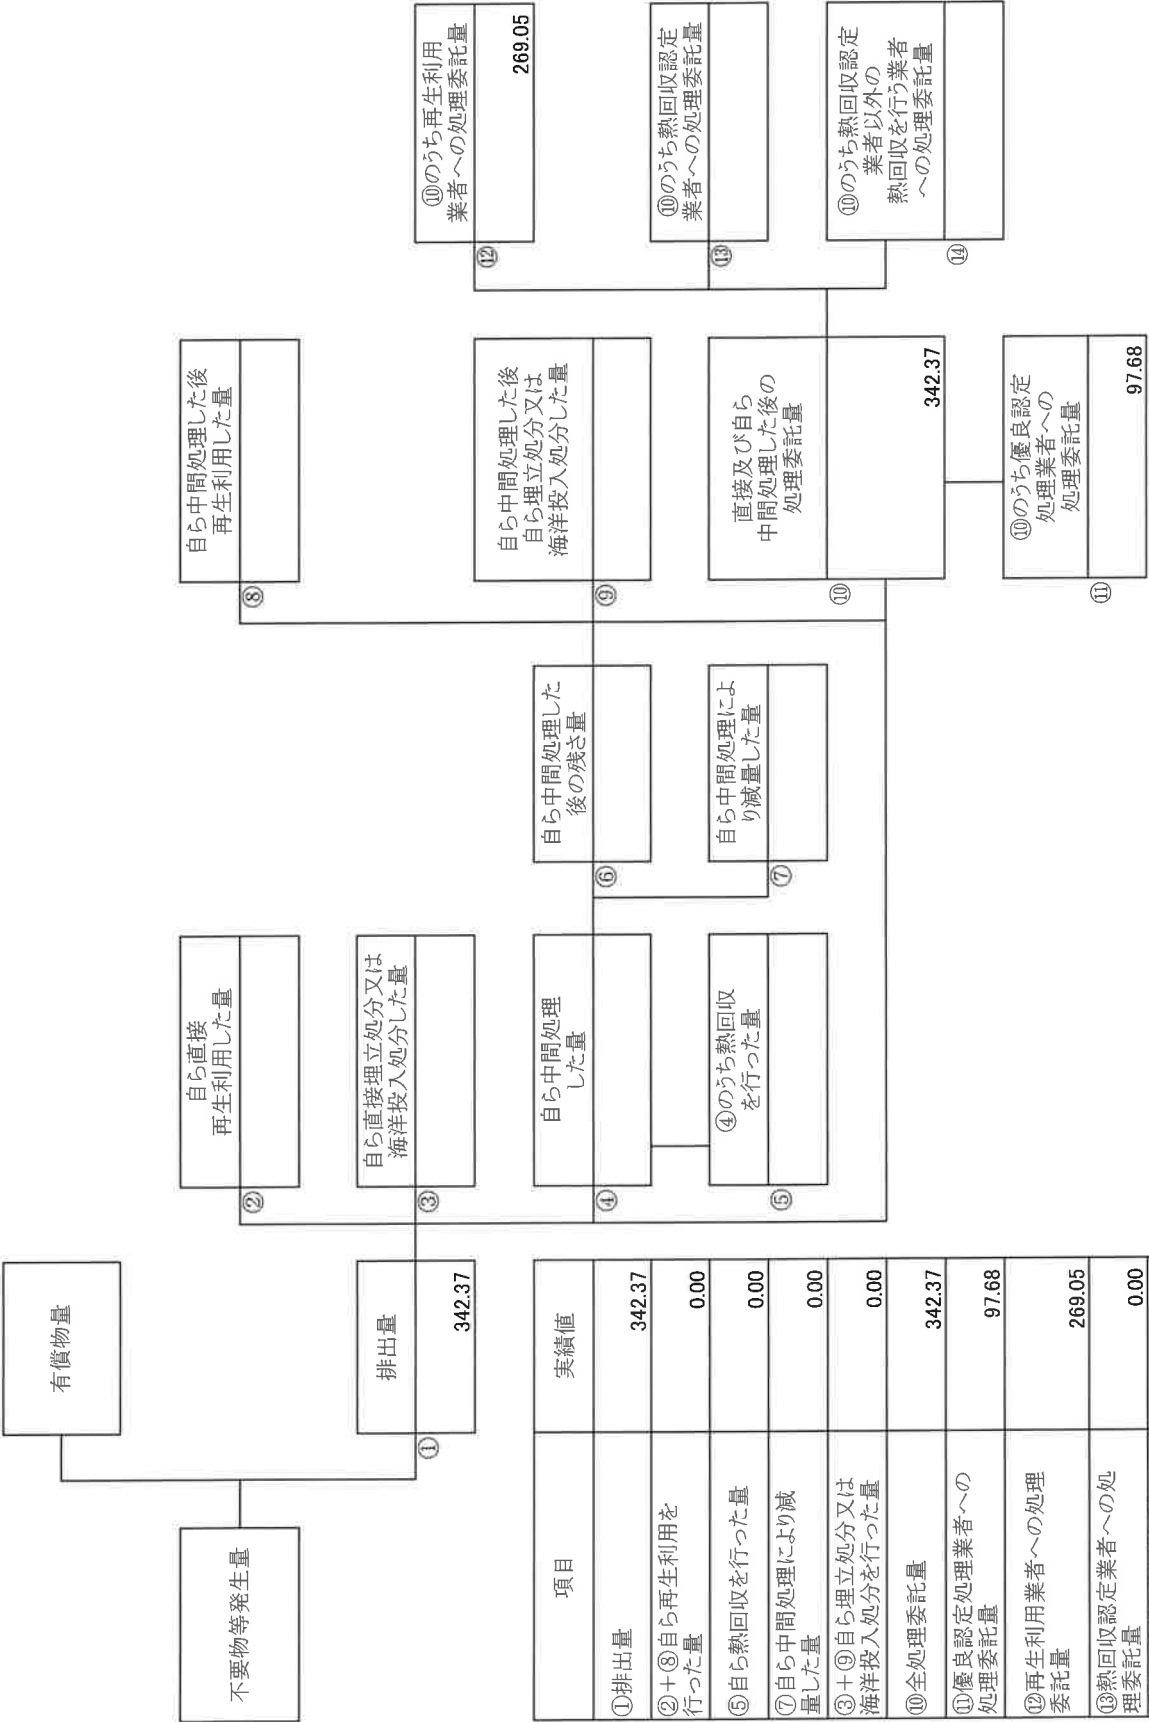 不要物等発生量
有償物量
①
排出量
342.37
②
自ら直接
再生利用した量
③
自ら直接埋立処分又は
海洋投入処分した量
④
自ら中間処理
した量
⑤
④のうち熱回収
を行った量
⑥
自ら中間処理した
後の残さ量
⑦
自ら中間処理によ
り減量した量
⑧
自ら中間処理した後
再生利用した量
⑨
自ら中間処理した後
自ら埋立処分又は
海洋投入処分した量
⑩
直接及び自ら
中間処理した後の
処理委託量
342.37
⑪
⑩のうち優良認定
処理業者への
処理委託量
97.68
⑫
⑩のうち再生利用
業者への処理委託量
269.05
⑬
⑩のうち熱回収認定
業者への処理委託量
⑭
⑩のうち熱回収認定
業者以外の
熱回収を行う業者
への処理委託量
項目
実績値
①排出量
342.37
②+⑧自ら再生利用を
行った量
0.00
⑤自ら熱回収を行った量
0.00
⑦自ら中間処理により減
量した量
0.00
③+⑨自ら埋立処分又は
海洋投入処分を行った量
0.00
⑩全処理委託量
342.37
⑪優良認定処理業者への
処理委託量
97.68
⑫再生利用業者への処理
委託量
269.05
⑬熱回収認定業者への処
理委託量
0.00